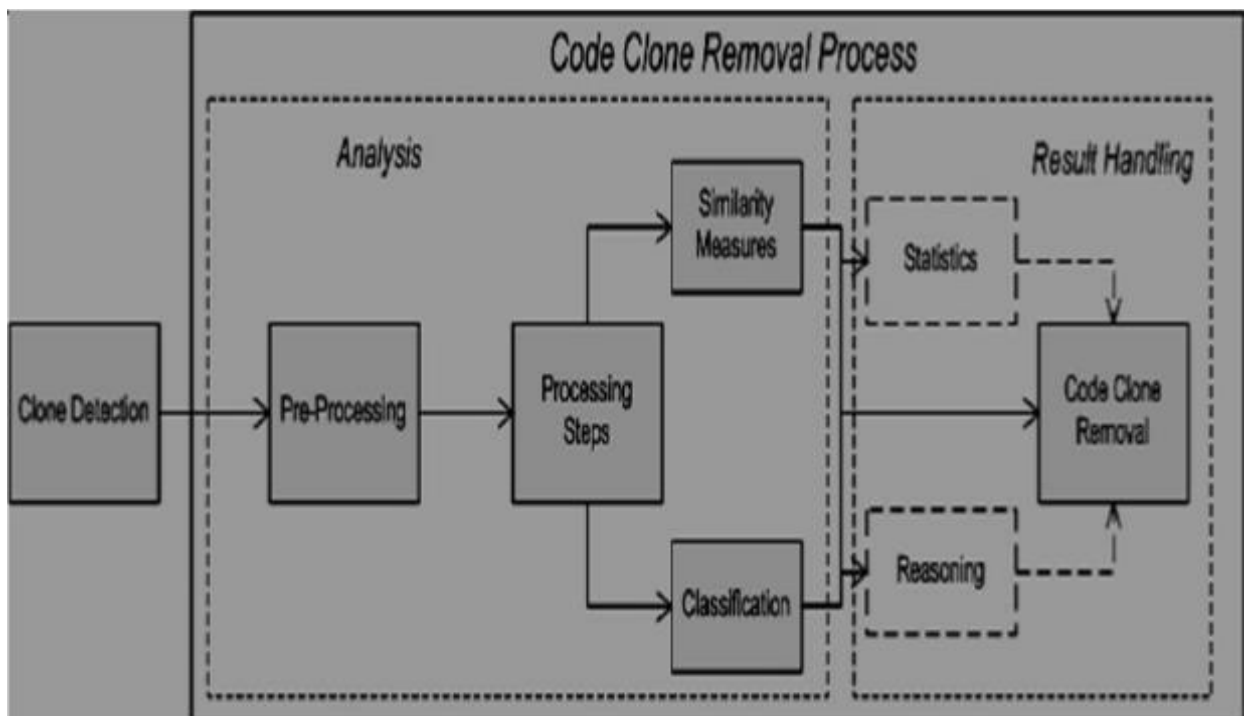 Code Clone Removal Process
Analysis
Result Handling
Similarity
Measures
Statistics
Clone Detection
Pre-Processing
Processing
Steps
Code Clone
Removal
Reasoning
Classification